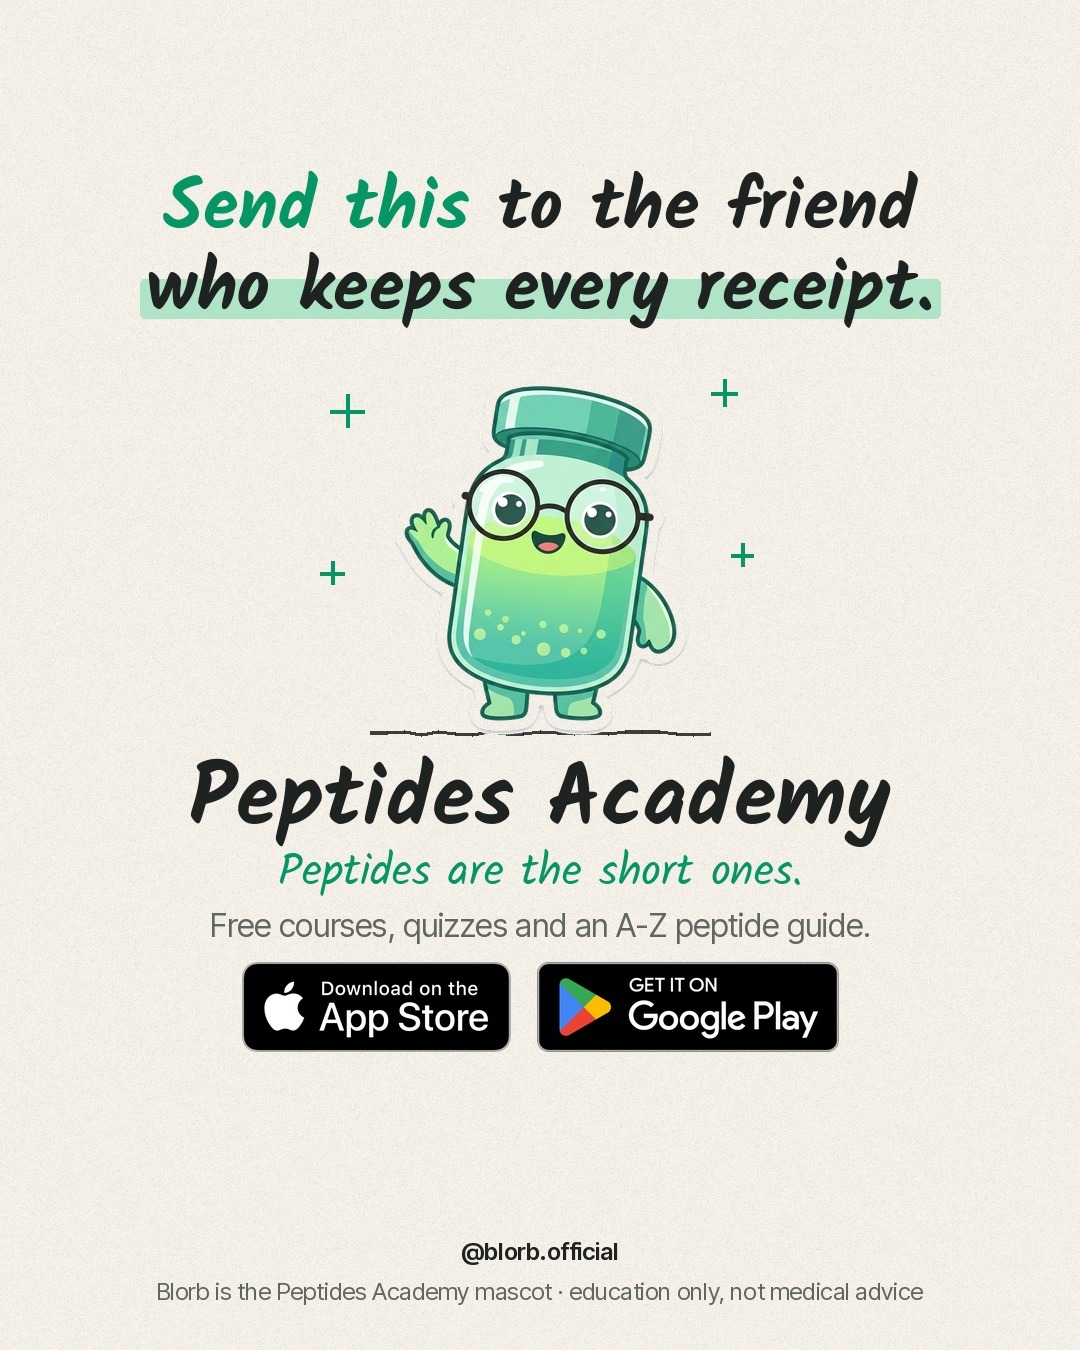 Send this to the friend
who keeps every receipt.
Peptides Academy
Peptides are the short ones.
Free courses, quizzes and an A-Z peptide guide.
Download on the
App Store
GET IT ON
Google Play
@blorb.official
Blorb is the Peptides Academy mascot · education only, not medical advice